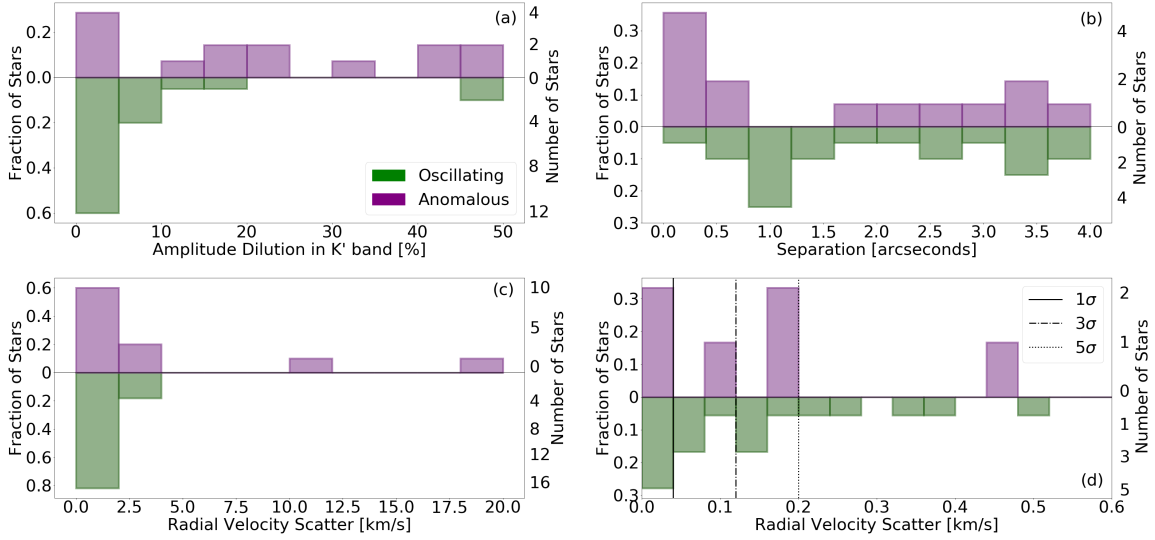 (a)
0.2
0.0
0.2
0.4
0.6
4
2
0
4
8
12
Fraction of Stars
Number of Stars
Oscillating
Anomalous
0 10 20 30 40 50
Amplitude Dilution in K' band [%]
(b)
0.3
0.2
0.1
0.0
0.1
0.2
0.3
4
2
0
2
4
Fraction of Stars
Number of Stars
0.0 0.5 1.0 1.5 2.0 2.5 3.0 3.5 4.0
Separation [arcseconds]
(c)
0.6
0.4
0.2
0
0.2
0.4
0.6
0.8
10
5
0
4
8
12
16
Fraction of Stars
Number of Stars
0.0 2.5 5.0 7.5 10.0 12.5 15.0 17.5 20.0
Radial Velocity Scatter [km/s]
1σ
3σ
5σ
0.3
0.2
0.1
0
0.1
0.2
0.3
2
1
0
1
3
5
Fraction of Stars
Number of Stars
(d)
0.0 0.1 0.2 0.3 0.4 0.5 0.6
Radial Velocity Scatter [km/s]